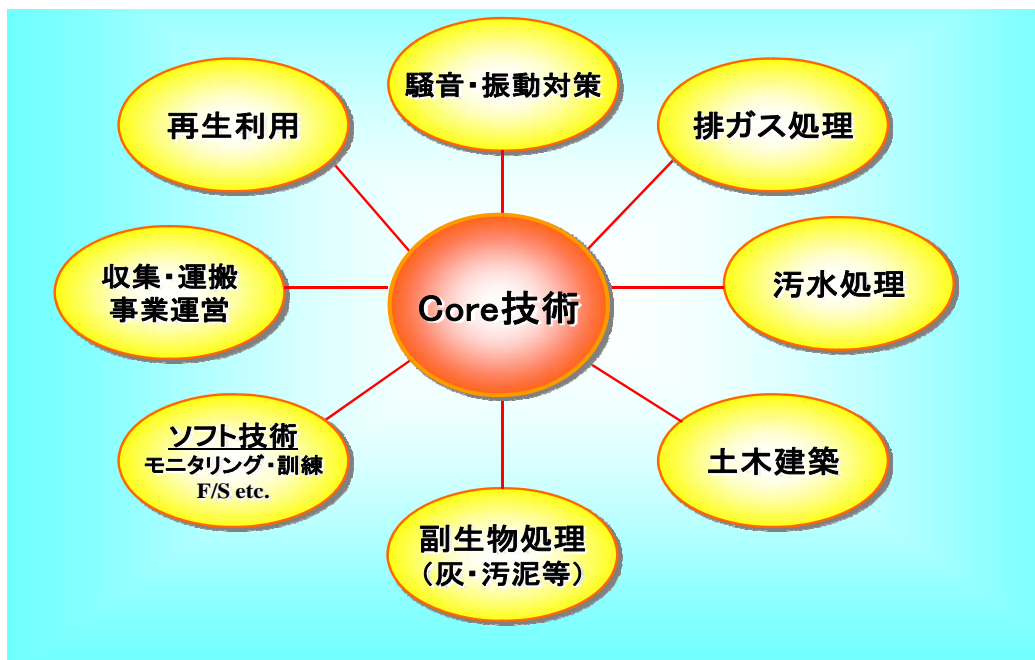 騒音・振動対策
再生利用
排ガス処理
収集・運搬
事業運営
Core技術
汚水処理
ソフト技術
モニタリング・訓練
F/S etc.
土木建築
副生物処理
（灰・汚泥等）